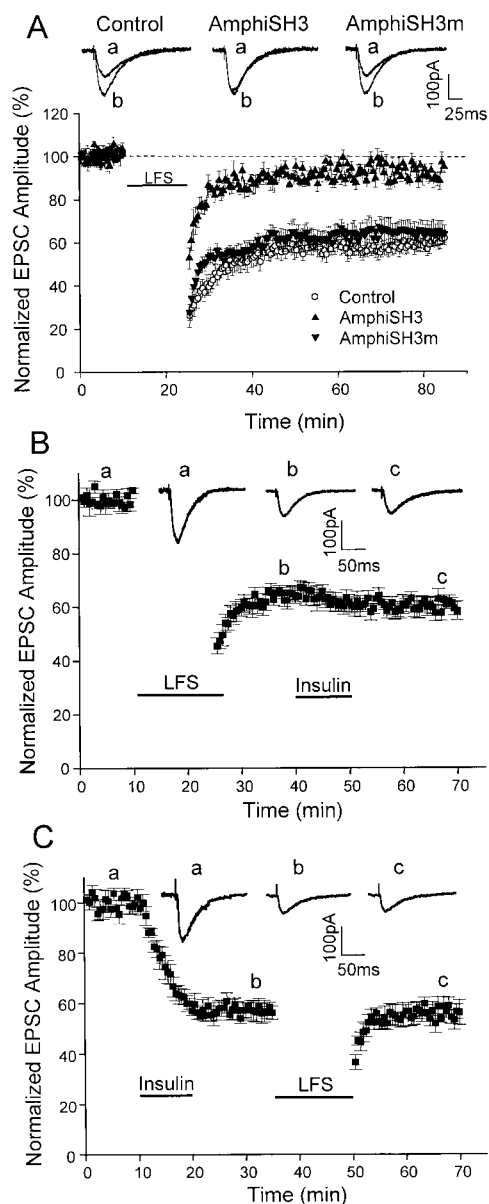 A
Control AmphiSH3 AmphiSH3m
a a a
b b b
100pA
25ms
Normalized EPSC Amplitude (%)
120
100
80
60
40
20
0
LFS
Control
AmphiSH3
AmphiSH3m
0 20 40 60 80
Time (min)
B
Normalized EPSC Amplitude (%)
100
80
60
40
20
0
a a b c
100pA
50ms
b c
LFS Insulin
0 10 20 30 40 50 60 70
Time (min)
C
Normalized EPSC Amplitude (%)
100
80
60
40
20
0
a a b c
100pA
50ms
b c
Insulin LFS
0 10 20 30 40 50 60 70
Time (min)